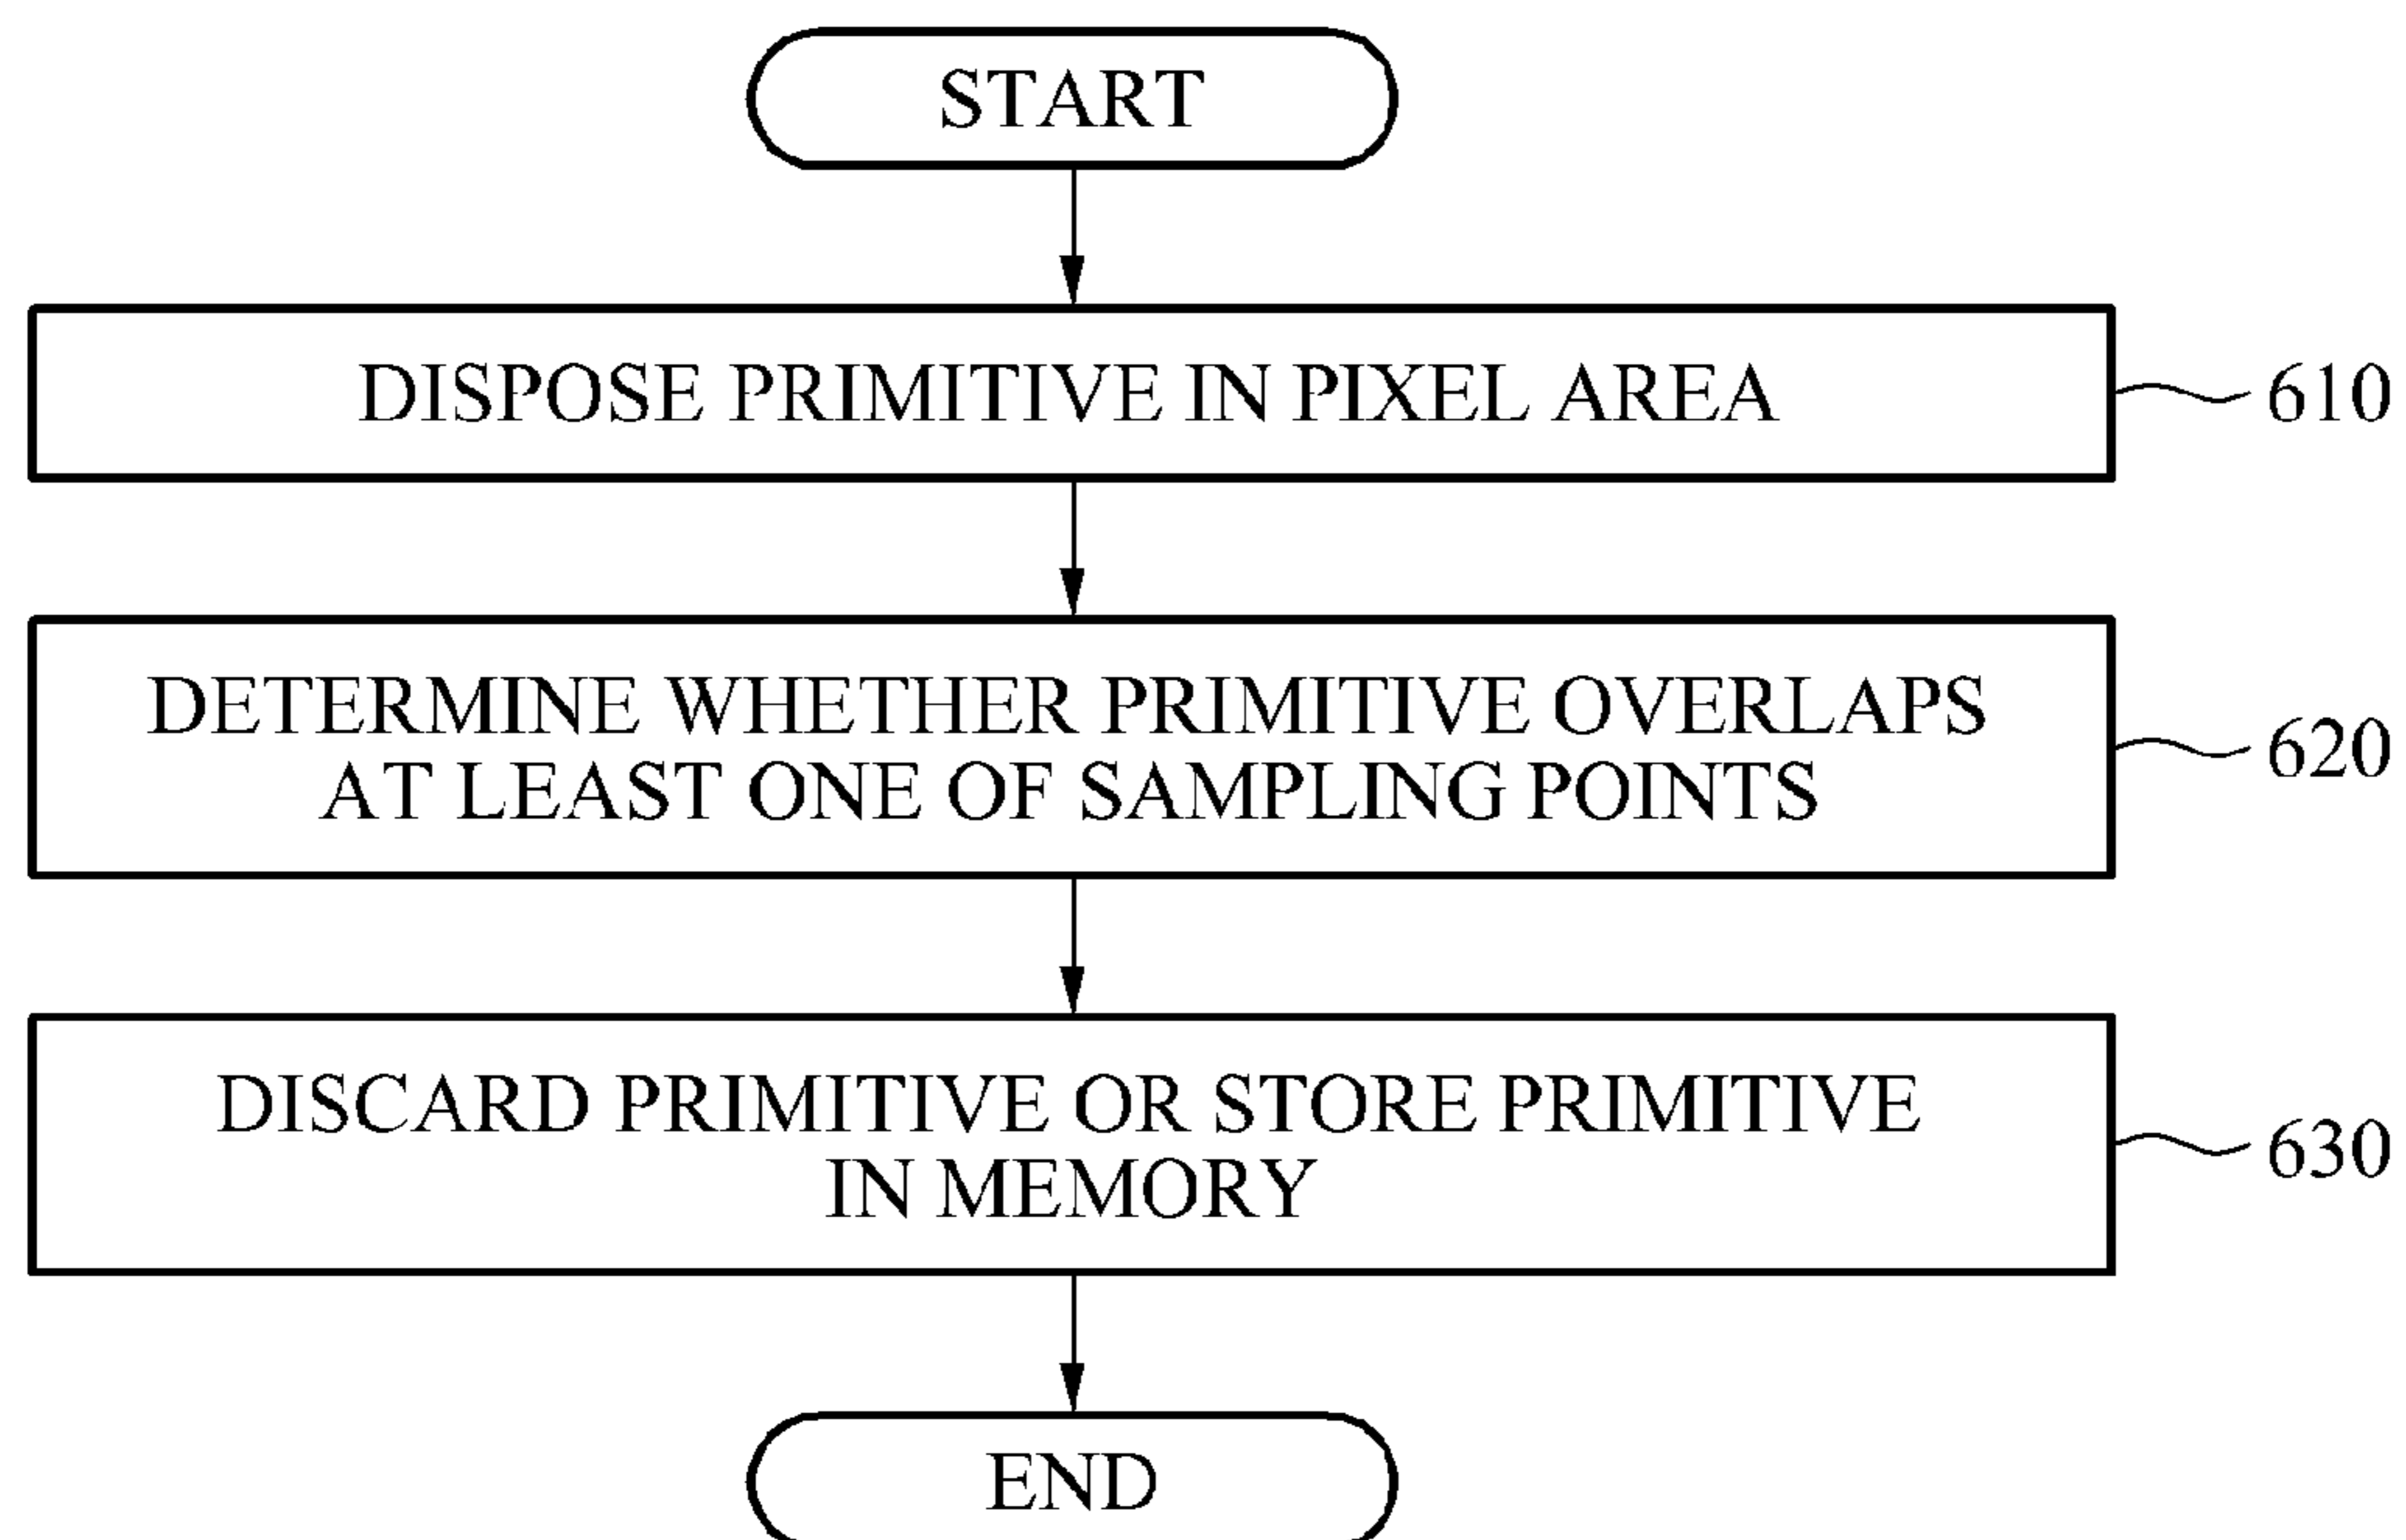 START
DISPOSE PRIMITIVE IN PIXEL AREA
610
DETERMINE WHETHER PRIMITIVE OVERLAPS
AT LEAST ONE OF SAMPLING POINTS
620
DISCARD PRIMITIVE OR STORE PRIMITIVE
IN MEMORY
630
END